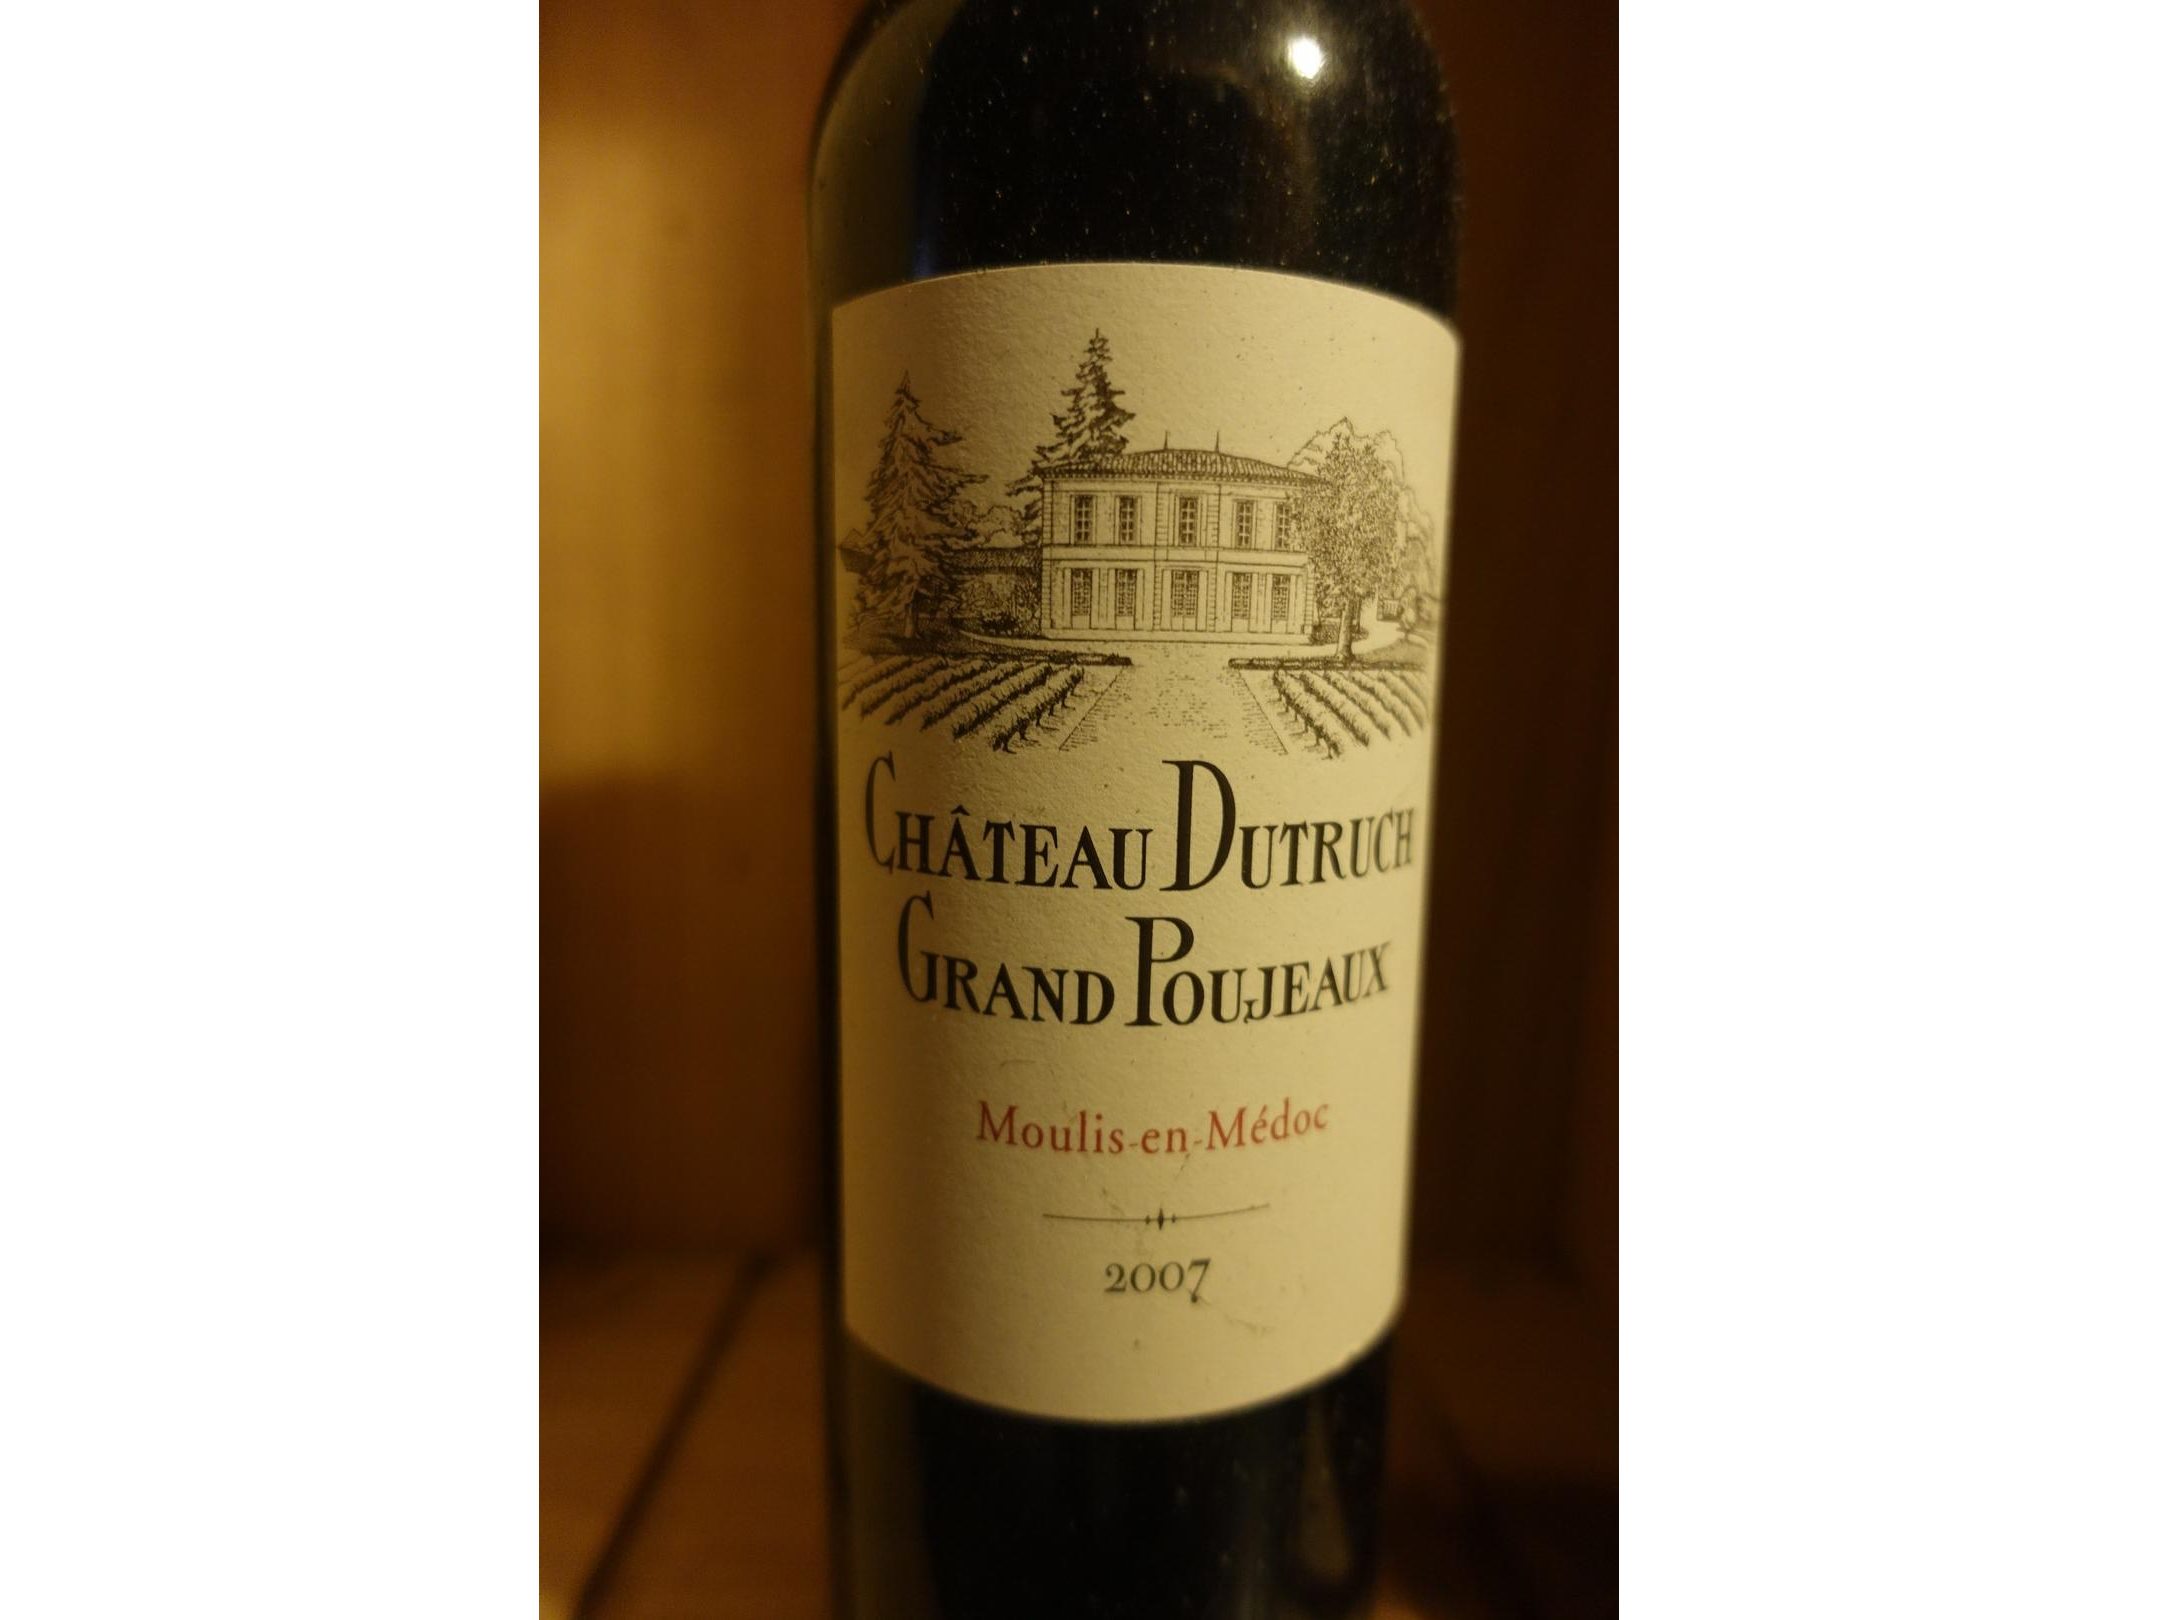 CHÂTEAU DUTRUCH
GRAND POUJEAUX
Moulis-en-Médoc
2007